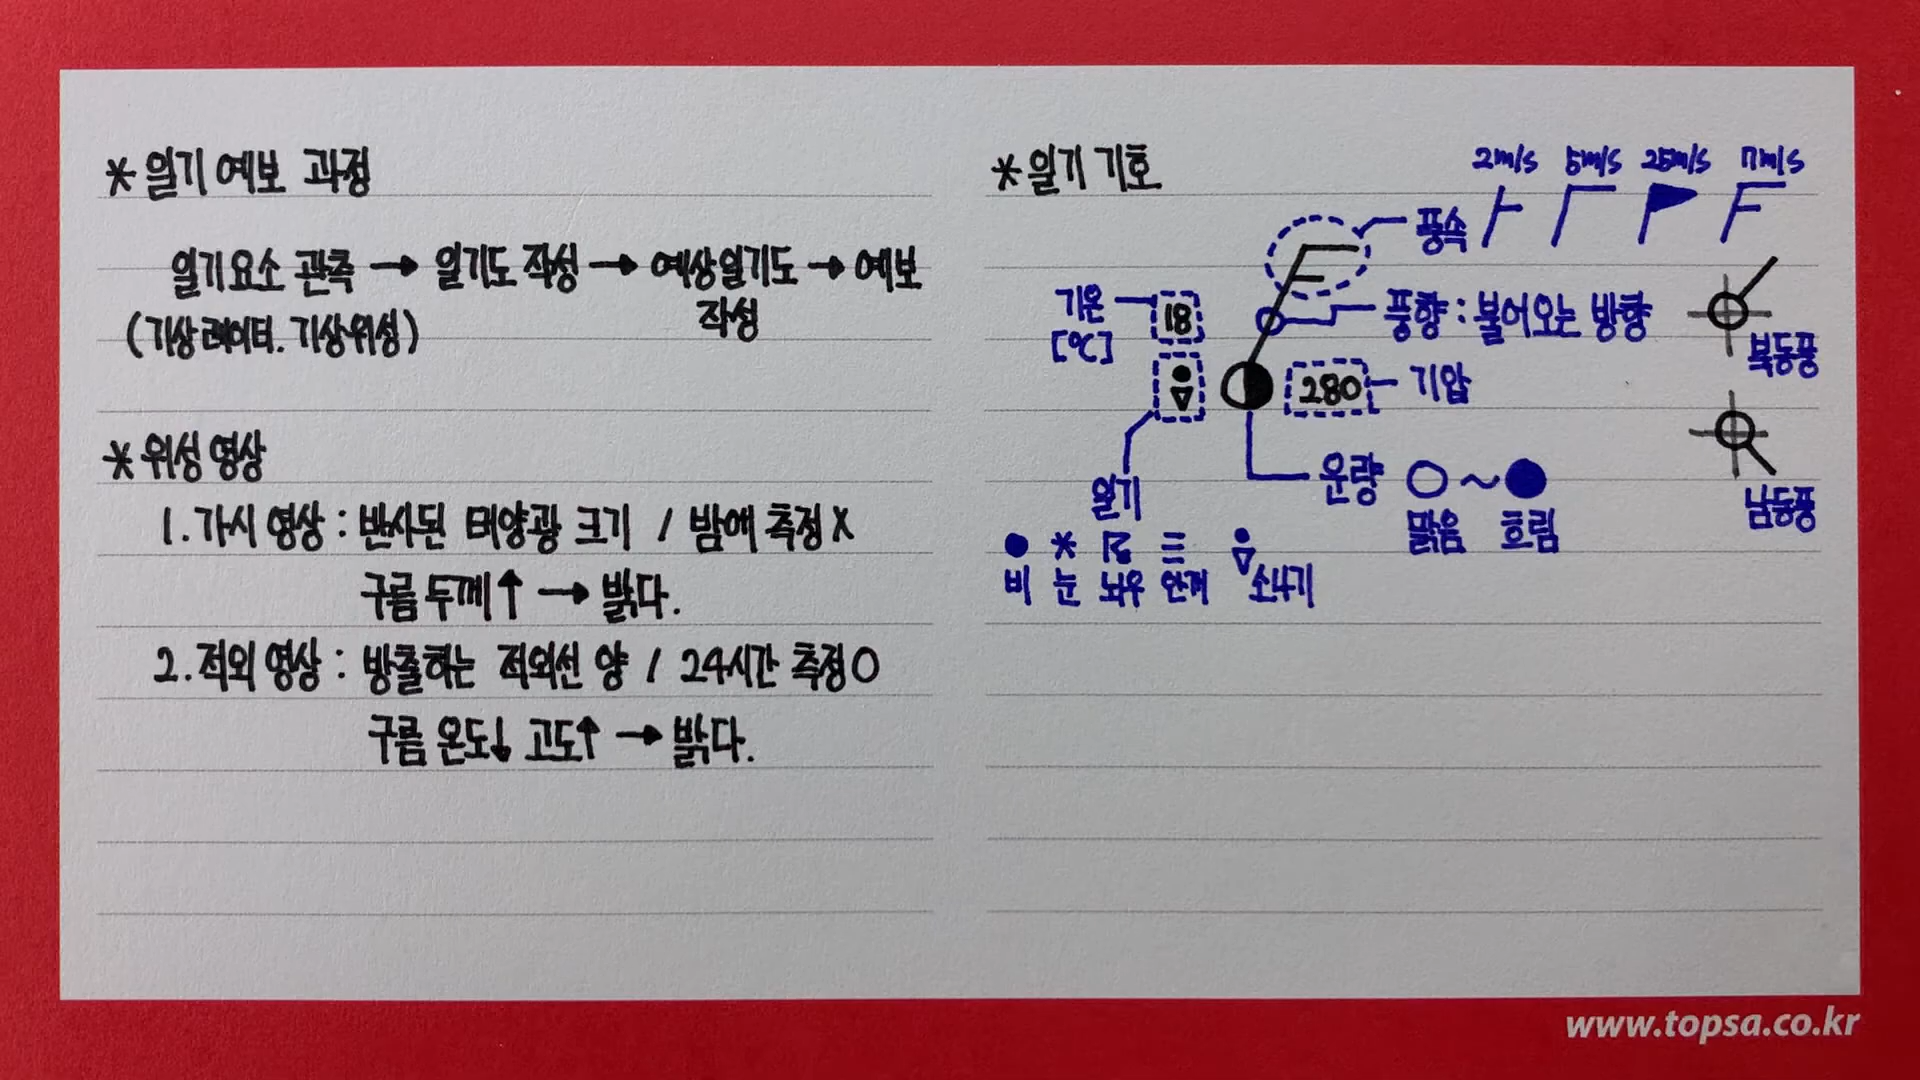 * 일기 예보 과정
일기요소 관측 → 일기도 작성 → 예상일기도 → 예보
작성
(기상레이더. 기상위성)
* 위성 영상
1. 가시 영상 : 반사된 태양광 크기 / 밤에 측정 X
구름 두께↑ → 밝다.
2. 적외 영상 : 방출하는 적외선 양 / 24시간 측정 O
구름 온도↓ 고도↑ → 밝다.
* 일기 기호
2m/s 5m/s 25m/s 7m/s
풍속
기온
[℃]
18
풍향 : 불어오는 방향
북동풍
280
기압
운량
맑음 ~ 흐림
남동풍
일기
비 눈 뇌우 안개 소나기
www.topsa.co.kr